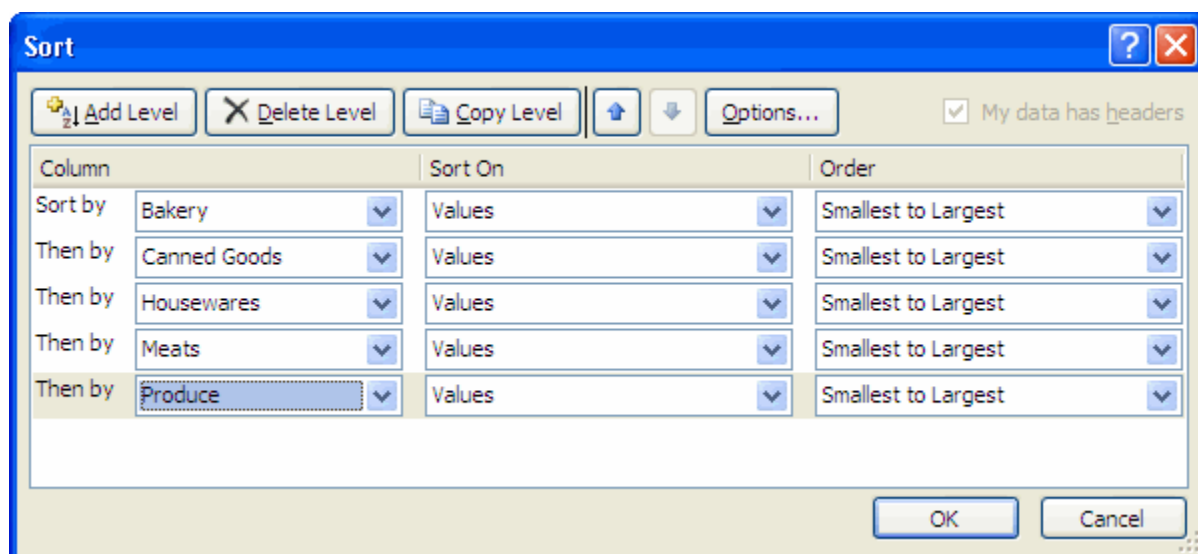 Sort
Add Level Delete Level Copy Level Options... My data has headers
Column Sort On Order
Sort by Bakery Values Smallest to Largest
Then by Canned Goods Values Smallest to Largest
Then by Housewares Values Smallest to Largest
Then by Meats Values Smallest to Largest
Then by Produce Values Smallest to Largest
OK Cancel